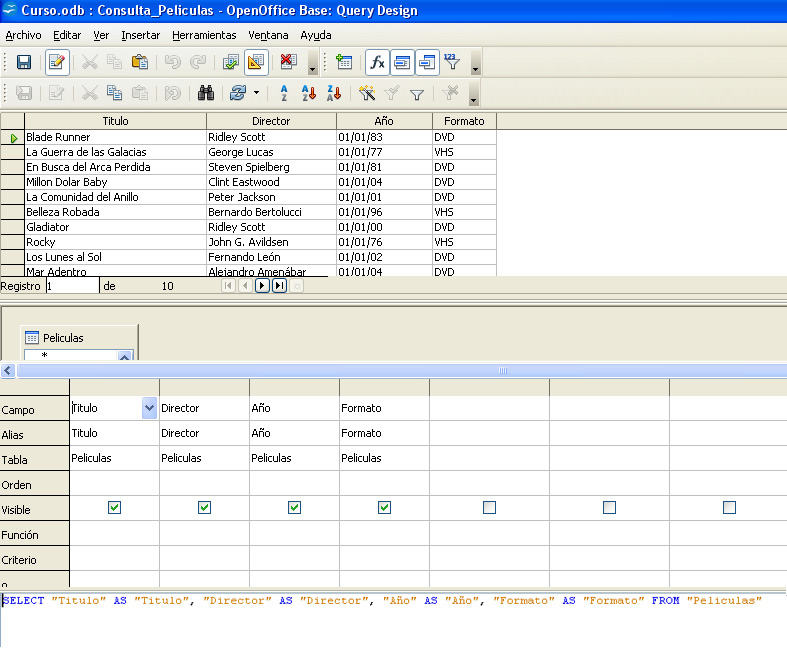 Curso.odb : Consulta_Peliculas - OpenOffice Base: Query Design
Archivo Editar Ver Insertar Herramientas Ventana Ayuda
Titulo Director Año Formato
Blade Runner Ridley Scott 01/01/83 DVD
La Guerra de las Galacias George Lucas 01/01/77 VHS
En Busca del Arca Perdida Steven Spielberg 01/01/81 DVD
Millon Dolar Baby Clint Eastwood 01/01/04 DVD
La Comunidad del Anillo Peter Jackson 01/01/01 DVD
Belleza Robada Bernardo Bertolucci 01/01/96 VHS
Gladiator Ridley Scott 01/01/00 DVD
Rocky John G. Avildsen 01/01/76 VHS
Los Lunes al Sol Fernando León 01/01/02 DVD
Mar Adentro Alejandro Amenábar 01/01/04 DVD
Registro 1 de 10
Peliculas
*
Campo Titulo Director Año Formato
Alias Titulo Director Año Formato
Tabla Peliculas Peliculas Peliculas Peliculas
Orden
Visible
Función
Criterio
o
SELECT "Titulo" AS "Titulo", "Director" AS "Director", "Año" AS "Año", "Formato" AS "Formato" FROM "Peliculas"